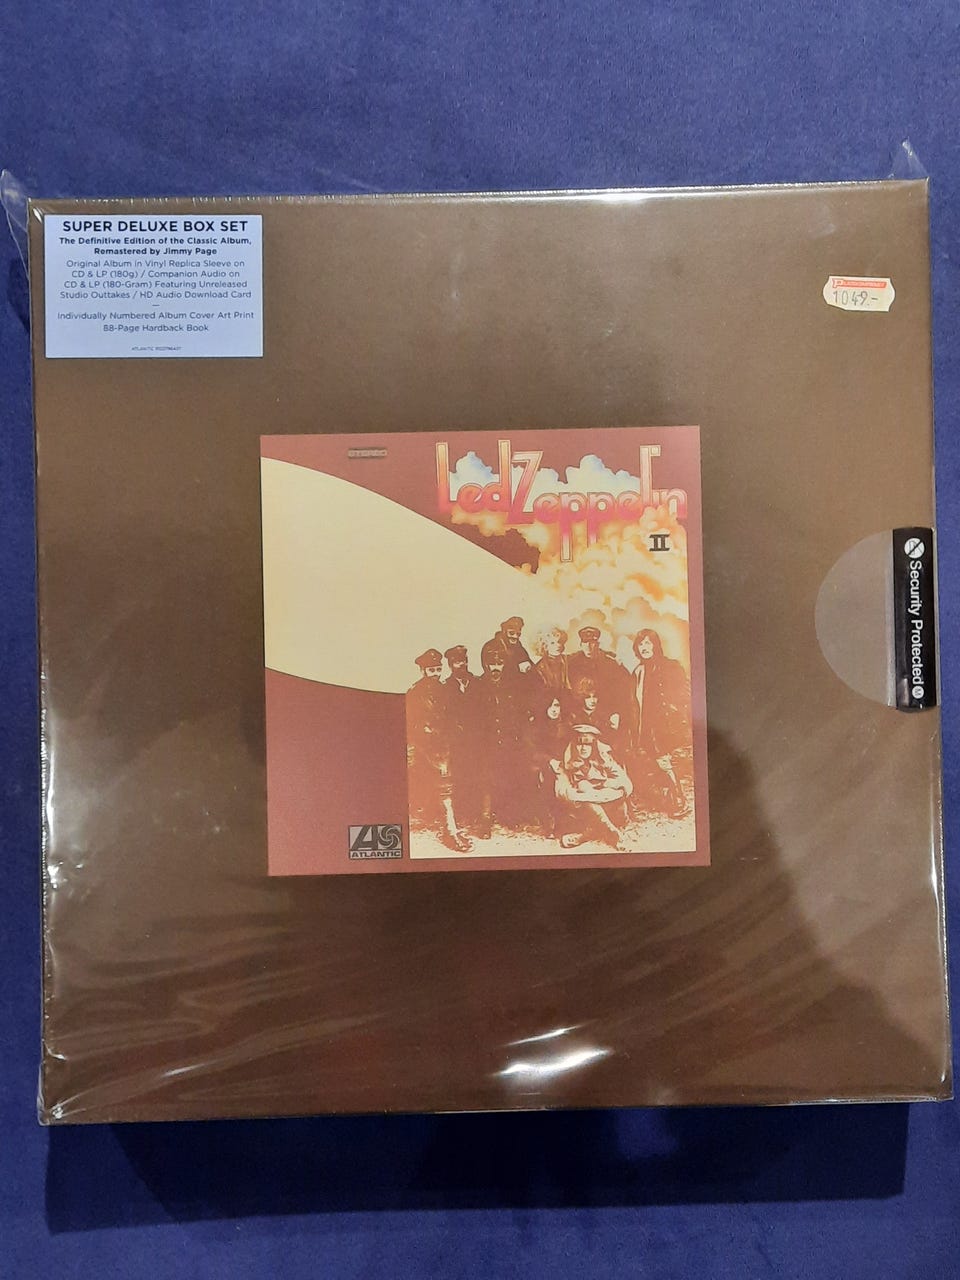 SUPER DELUXE BOX SET
The Definitive Edition of the Classic Album,
Remastered by Jimmy Page
Original Album in Vinyl Replica Sleeve on
CD & LP (180g) / Companion Audio on
CD & LP (180-Gram) Featuring Unreleased
Studio Outtakes / HD Audio Download Card
—
Individually Numbered Album Cover Art Print
88-Page Hardback Book
ATLANTIC
1049.-
STEREO
Led Zeppelin
II
Security Protected
ATLANTIC